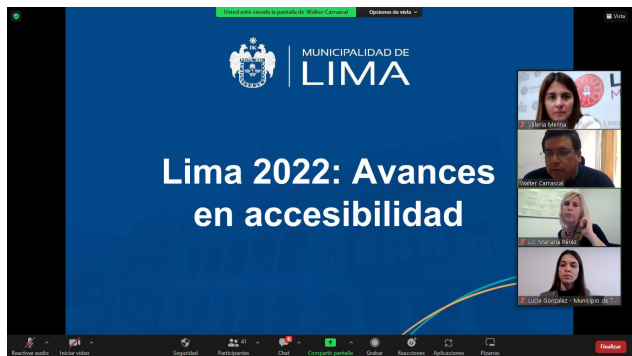 Usted está viendo la pantalla de Walter Carrascal
Opciones de vista
Vista
MUNICIPALIDAD DE
LIMA
Lima 2022: Avances
en accesibilidad
Valeria Menna
Walter Carrascal
Lic. Mariana Pérez
Lucia Gonzalez - Municipio de T...
Reactivar audio
Iniciar video
Seguridad
Participantes
41
Chat
Compartir pantalla
Grabar
Reacciones
Aplicaciones
Pizarras
Finalizar